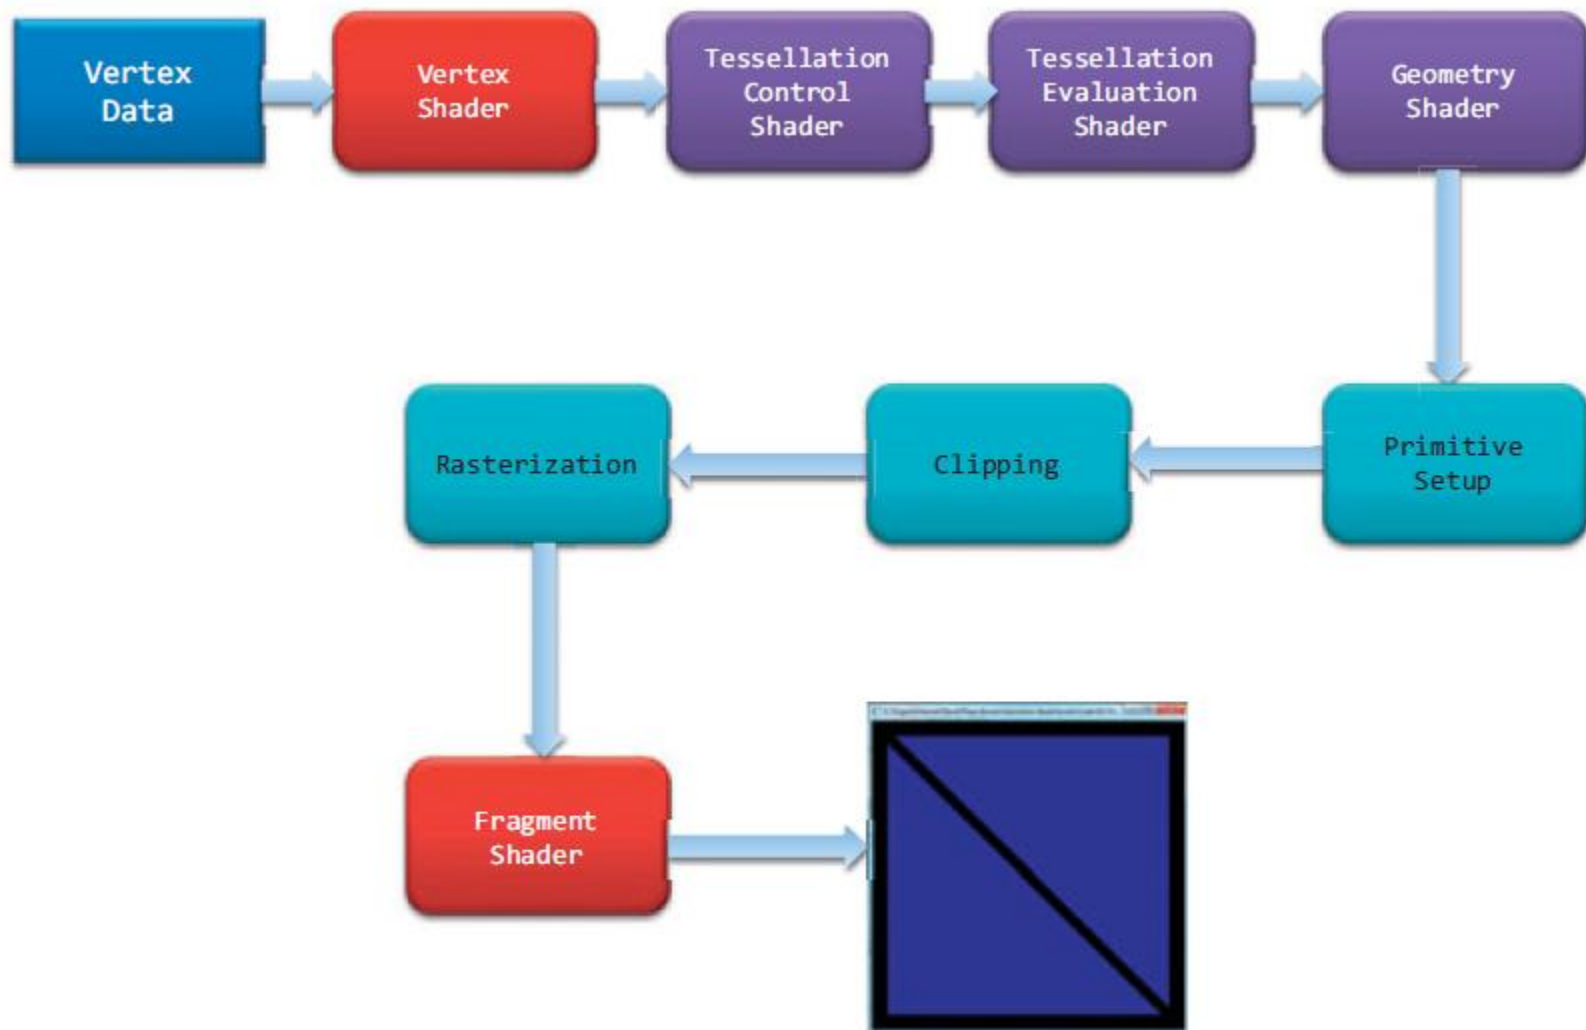 Vertex
Data
Vertex
Shader
Tessellation
Control
Shader
Tessellation
Evaluation
Shader
Geometry
Shader
Primitive
Setup
Clipping
Rasterization
Fragment
Shader